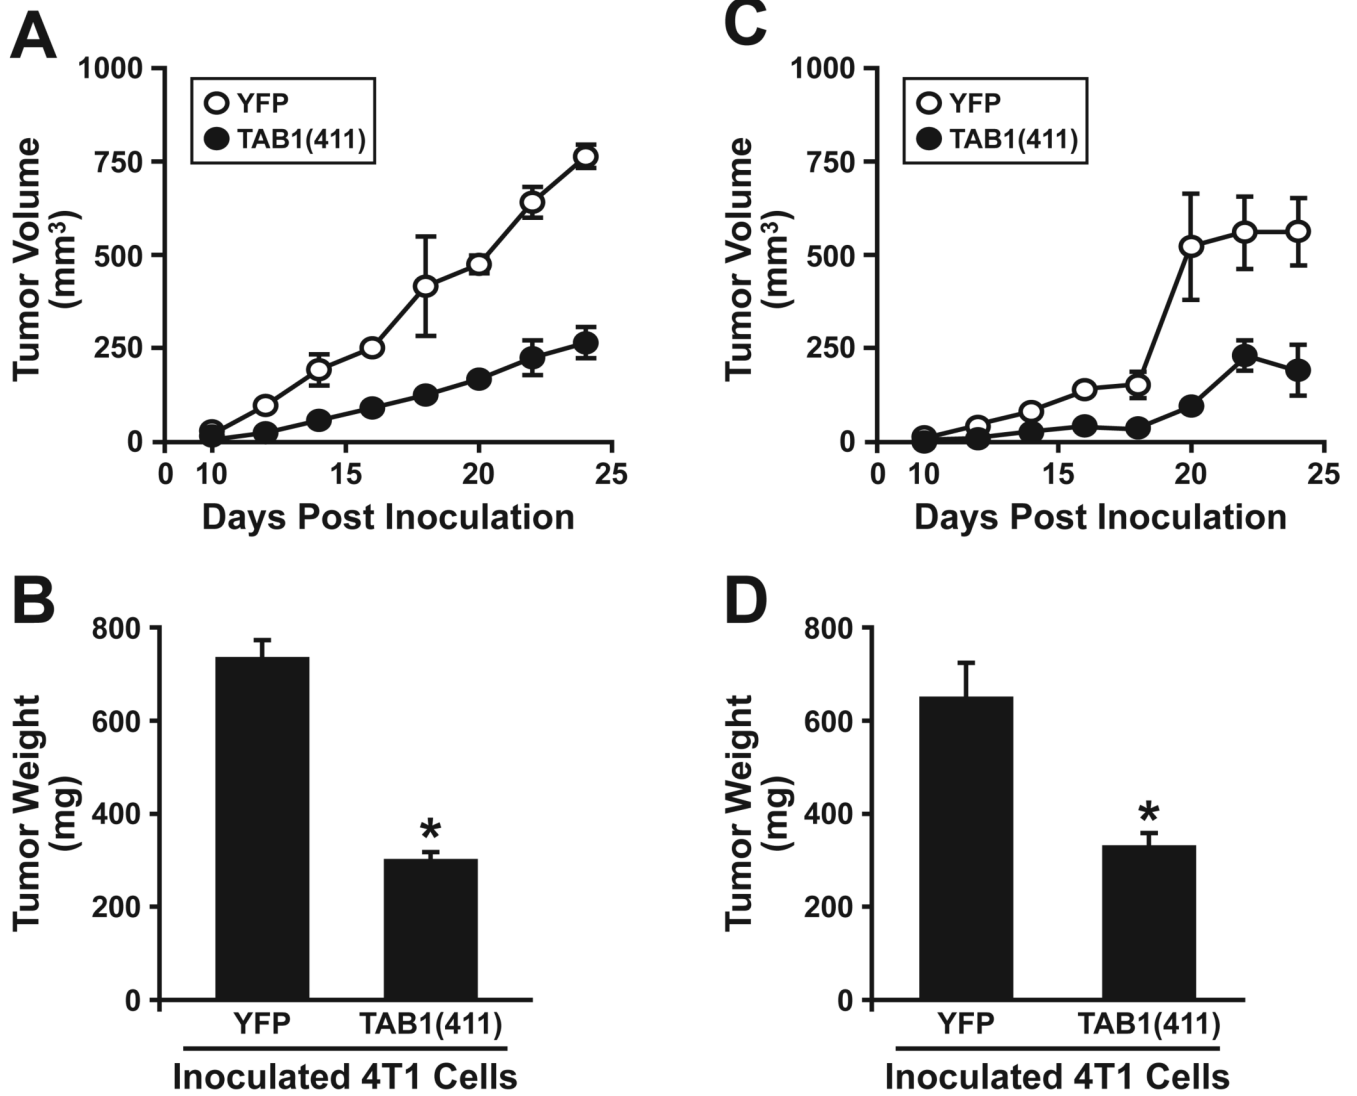 A
1000
750
500
250
0
Tumor Volume
(mm³)
YFP
TAB1(411)
0 10 15 20 25
Days Post Inoculation
C
1000
750
500
250
0
Tumor Volume
(mm³)
YFP
TAB1(411)
0 10 15 20 25
Days Post Inoculation
B
800
600
400
200
0
Tumor Weight
(mg)
*
YFP TAB1(411)
Inoculated 4T1 Cells
D
800
600
400
200
0
Tumor Weight
(mg)
*
YFP TAB1(411)
Inoculated 4T1 Cells